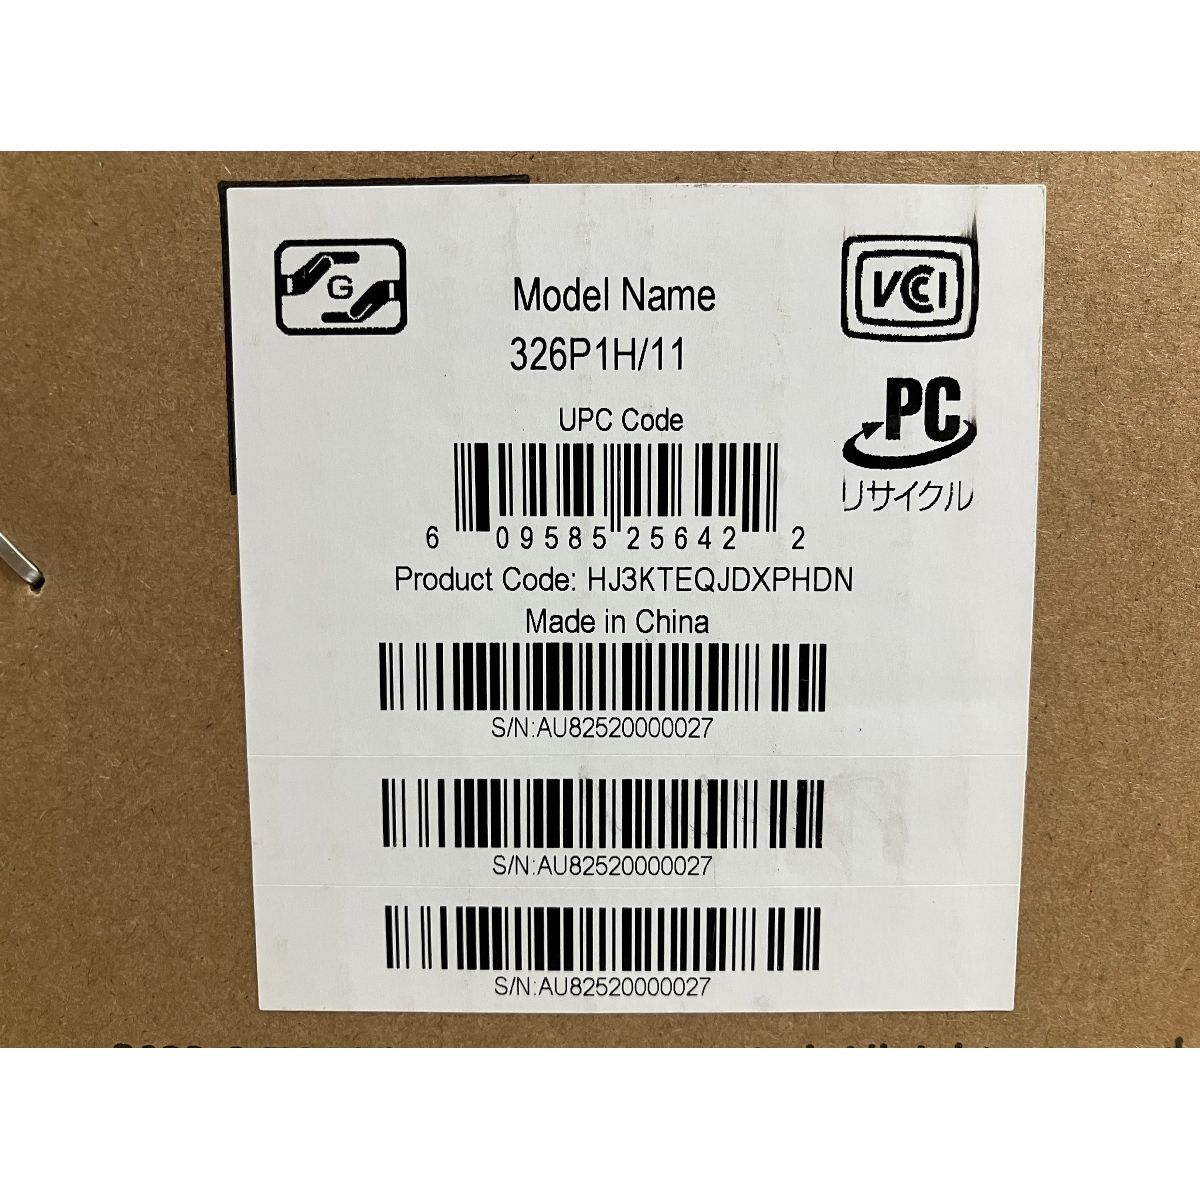 G
Model Name
VCCI
326P1H/11
PC
リサイクル
UPC Code
6 09585 25642 2
Product Code: HJ3KTEQJDXPHDN
Made in China
S/N:AU82520000027
S/N:AU82520000027
S/N:AU82520000027